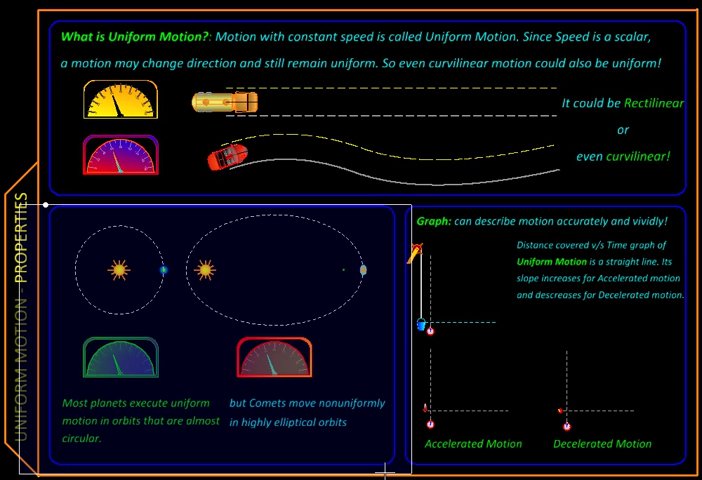 What is Uniform Motion?: Motion with constant speed is called Uniform Motion. Since Speed is a scalar,
a motion may change direction and still remain uniform. So even curvilinear motion could also be uniform!
It could be Rectilinear
or
even curvilinear!
UNIFORM MOTION - PROPERTIES
Graph: can describe motion accurately and vividly!
Distance covered v/s Time graph of
Uniform Motion is a straight line. Its
slope increases for Accelerated motion
and descreases for Decelerated motion.
Most planets execute uniform
motion in orbits that are almost
circular.
but Comets move nonuniformly
in highly elliptical orbits
Accelerated Motion
Decelerated Motion